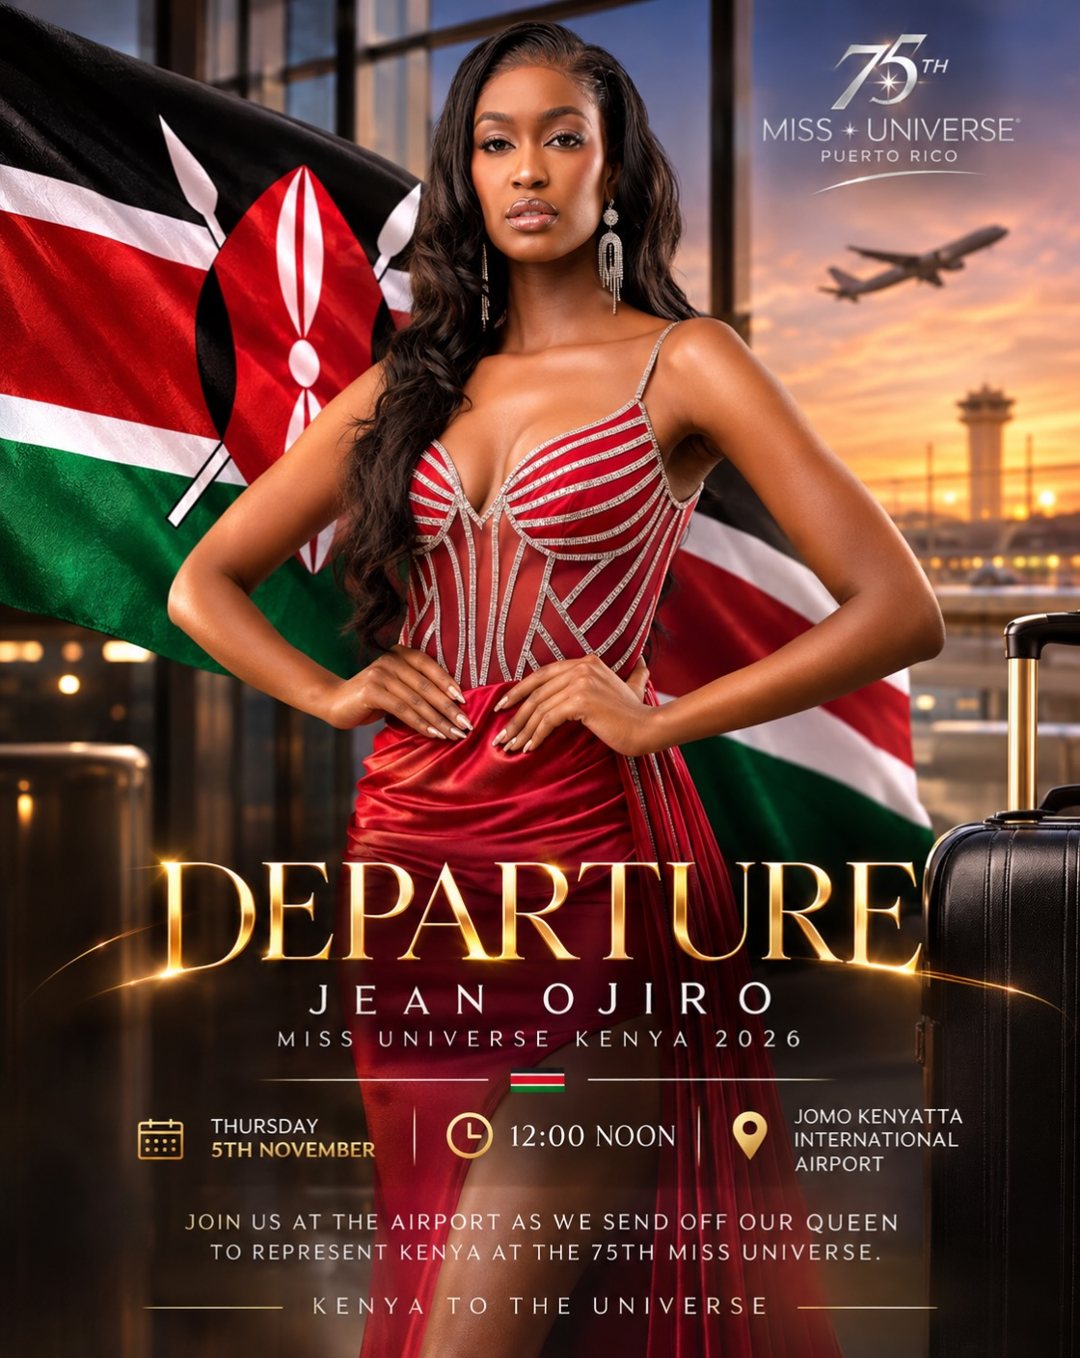 75TH
MISS UNIVERSE
PUERTO RICO
DEPARTURE
JEAN OJIRO
MISS UNIVERSE KENYA 2026
THURSDAY
5TH NOVEMBER
12:00 NOON
JOMO KENYATTA
INTERNATIONAL
AIRPORT
JOIN US AT THE AIRPORT AS WE SEND OFF OUR QUEEN
TO REPRESENT KENYA AT THE 75TH MISS UNIVERSE.
KENYA TO THE UNIVERSE